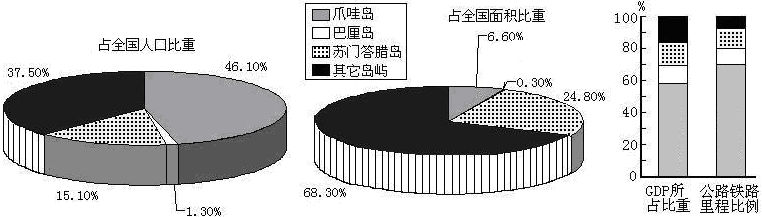 占全国人口比重
37.50%
46.10%
15.10%
1.30%
爪哇岛
巴厘岛
苏门答腊岛
其它岛屿
占全国面积比重
6.60%
0.30%
24.80%
68.30%
%
100
80
60
40
20
0
GDP所
占比重
公路铁路
里程比例